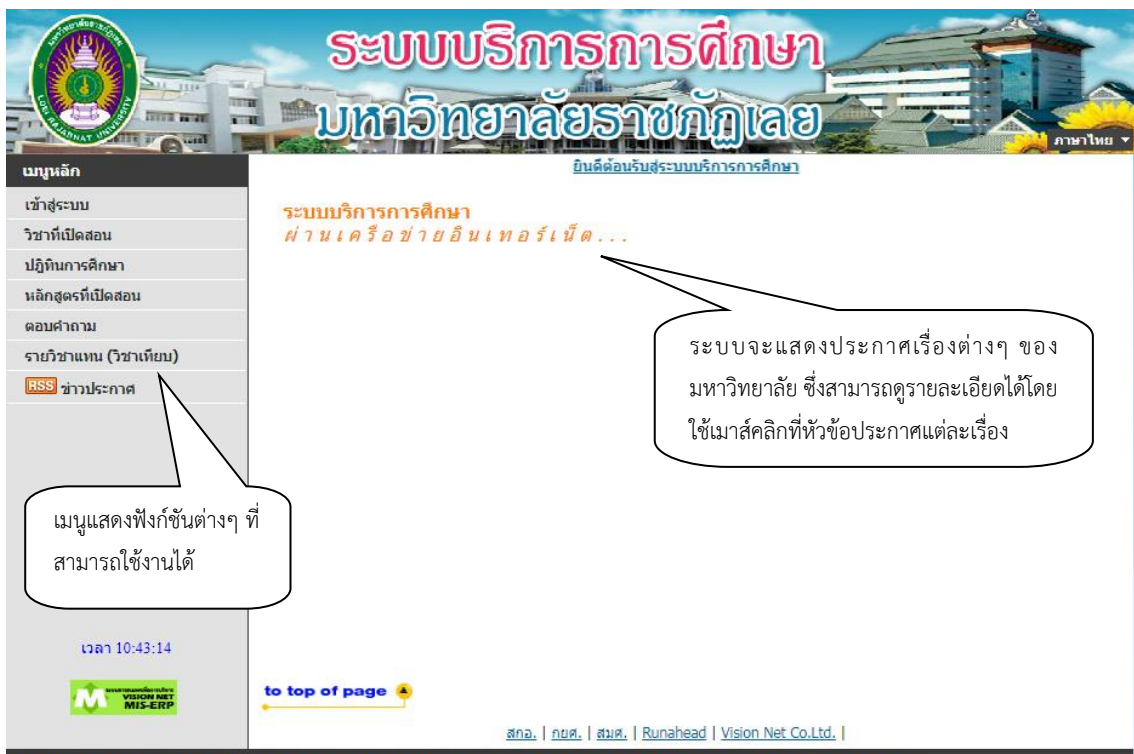 ระบบบริการการศึกษา
มหาวิทยาลัยราชภัฏเลย
ภาษาไทย
เมนูหลัก
ยินดีต้อนรับสู่ระบบบริการการศึกษา
เข้าสู่ระบบ
วิชาที่เปิดสอน
ปฏิทินการศึกษา
หลักสูตรที่เปิดสอน
ตอบคำถาม
รายวิชาแทน (วิชาเทียบ)
RSS ข่าวประกาศ
ระบบบริการการศึกษา
ผ่านเครือข่ายอินเทอร์เน็ต...
ระบบจะแสดงประกาศเรื่องต่างๆ ของ
มหาวิทยาลัย ซึ่งสามารถดูรายละเอียดได้โดย
ใช้เมาส์คลิกที่หัวข้อประกาศแต่ละเรื่อง
เมนูแสดงฟังก์ชันต่างๆ ที่
สามารถใช้งานได้
เวลา 10:43:14
VISION NET
MIS-ERP
to top of page
สกอ. | กยศ. | สมศ. | Runahead | Vision Net Co.Ltd. |